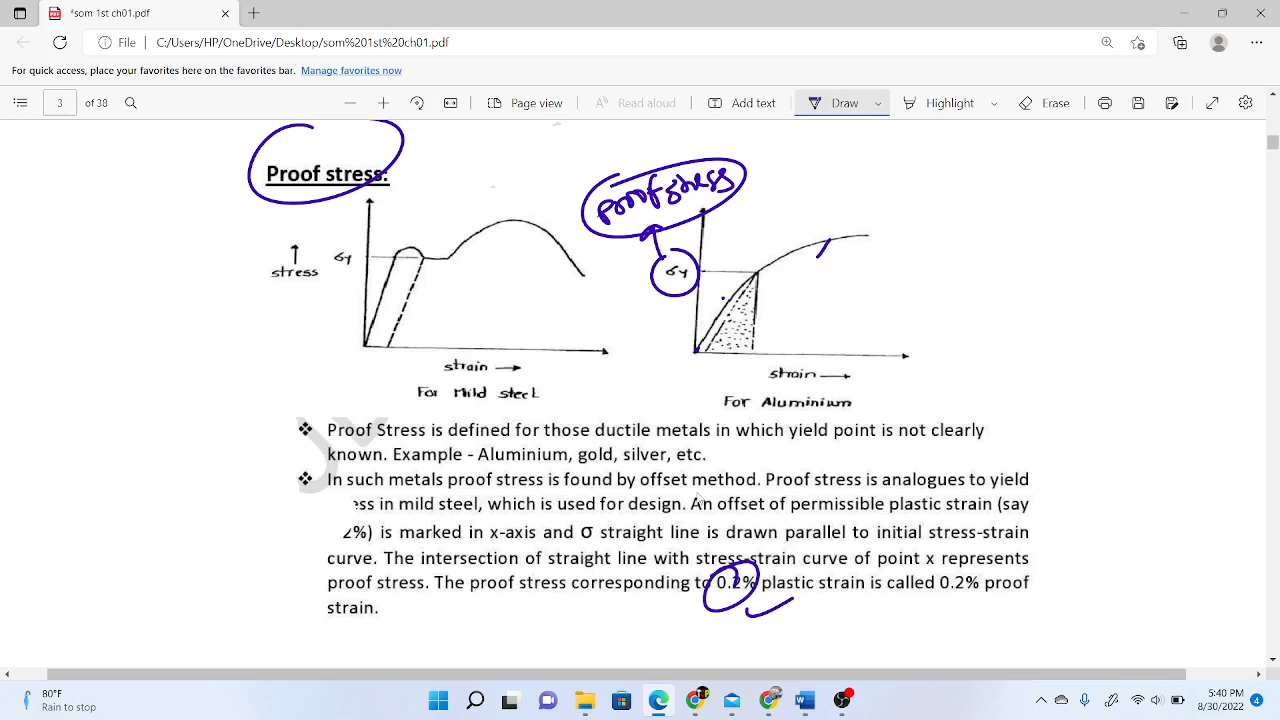 *som 1st ch01.pdf
File
C:/Users/HP/OneDrive/Desktop/som%201st%20ch01.pdf
For quick access, place your favorites here on the favorites bar. Manage favorites now
3 of 38
Page view
Read aloud
Add text
Draw
Highlight
Erase
Proof stress:
Proof stress
σy
stress
strain
For Mild steel
σy
strain
For Aluminium
❖ Proof Stress is defined for those ductile metals in which yield point is not clearly
known. Example - Aluminium, gold, silver, etc.
❖ In such metals proof stress is found by offset method. Proof stress is analogues to yield
ess in mild steel, which is used for design. An offset of permissible plastic strain (say
2%) is marked in x-axis and σ straight line is drawn parallel to initial stress-strain
curve. The intersection of straight line with stress-strain curve of point x represents
proof stress. The proof stress corresponding to 0.2% plastic strain is called 0.2% proof
strain.
80°F
Rain to stop
5:40 PM
8/30/2022
4